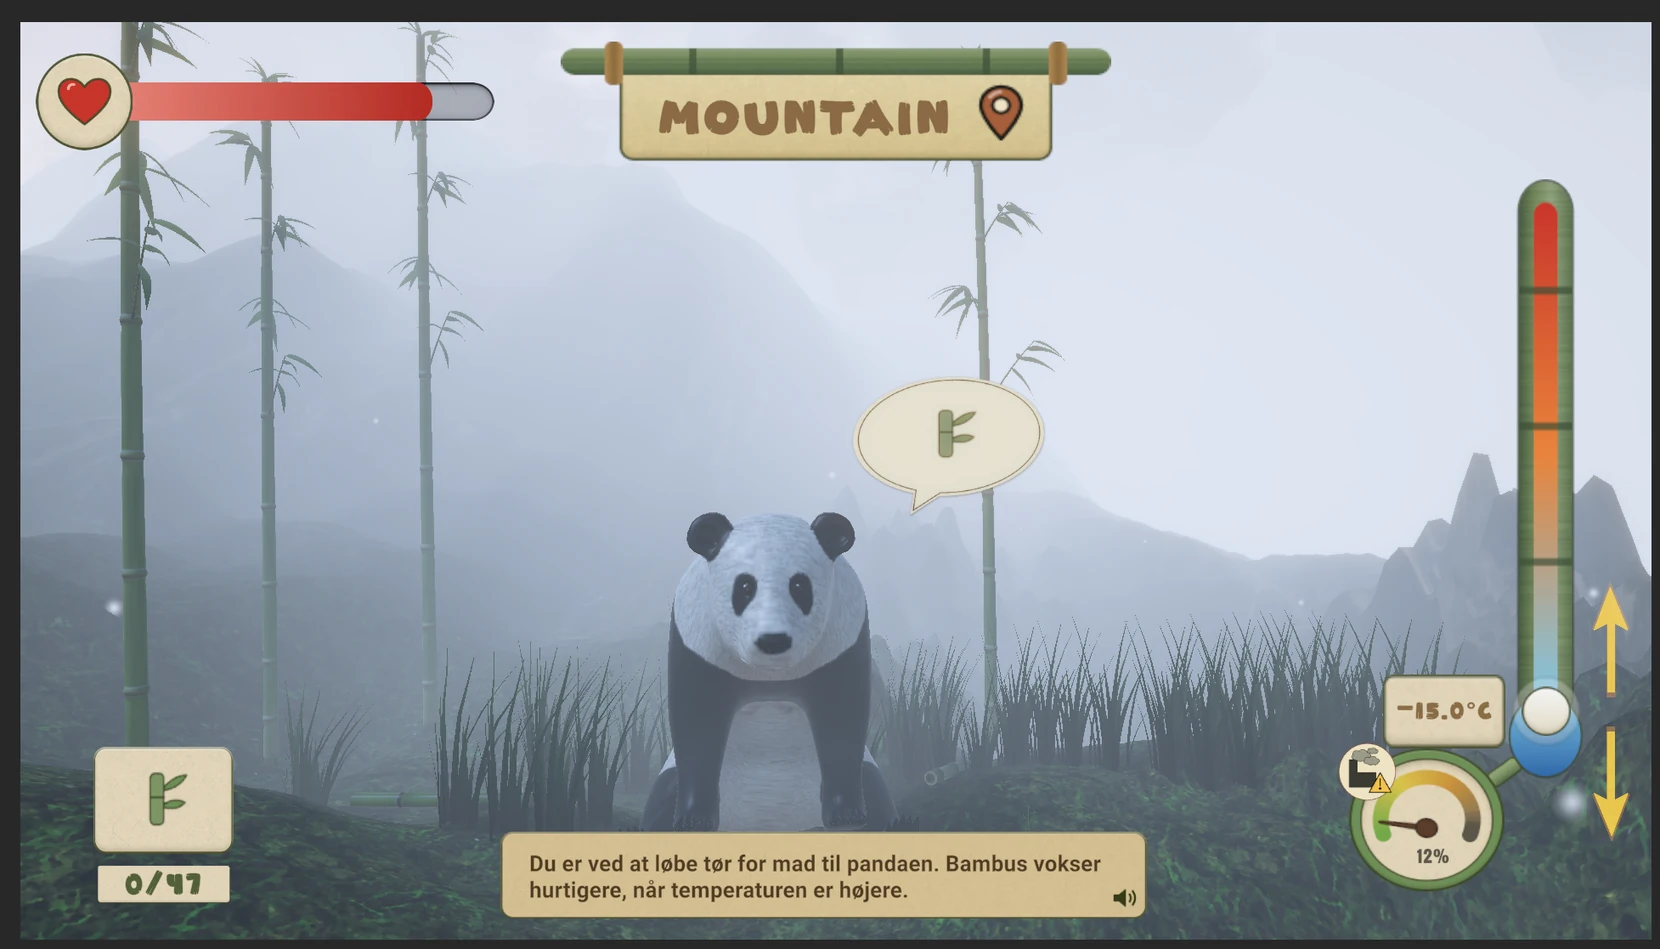 MOUNTAIN
-15.0°C
12%
0/47
Du er ved at løbe tør for mad til pandaen. Bambus vokser
hurtigere, når temperaturen er højere.